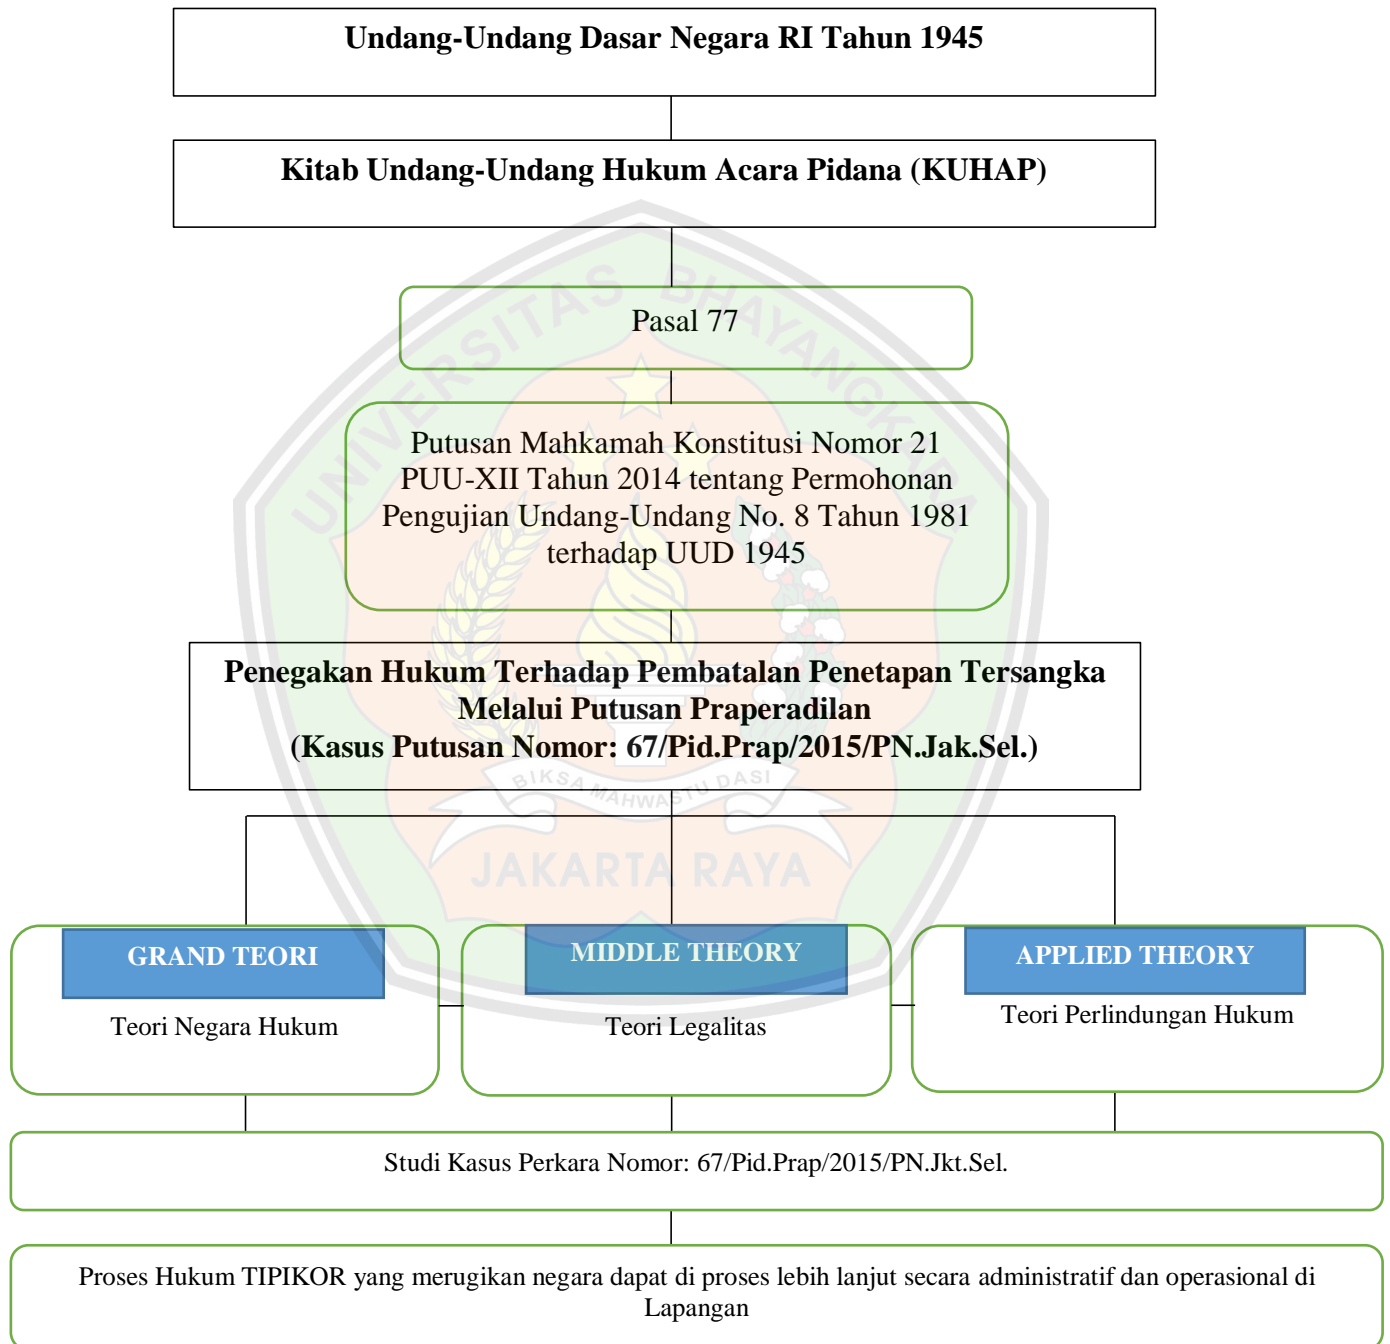 Undang-Undang Dasar Negara RI Tahun 1945
Kitab Undang-Undang Hukum Acara Pidana (KUHAP)
Pasal 77
Putusan Mahkamah Konstitusi Nomor 21
PUU-XII Tahun 2014 tentang Permohonan
Pengujian Undang-Undang No. 8 Tahun 1981
terhadap UUD 1945
Penegakan Hukum Terhadap Pembatalan Penetapan Tersangka
Melalui Putusan Praperadilan
(Kasus Putusan Nomor: 67/Pid.Prap/2015/PN.Jak.Sel.)
GRAND TEORI
Teori Negara Hukum
MIDDLE THEORY
Teori Legalitas
APPLIED THEORY
Teori Perlindungan Hukum
Studi Kasus Perkara Nomor: 67/Pid.Prap/2015/PN.Jkt.Sel.
Proses Hukum TIPIKOR yang merugikan negara dapat di proses lebih lanjut secara administratif dan operasional di
Lapangan
UNIVERSITAS BHAYANGKARA
BIKSA MAHWASTU DASI
JAKARTA RAYA